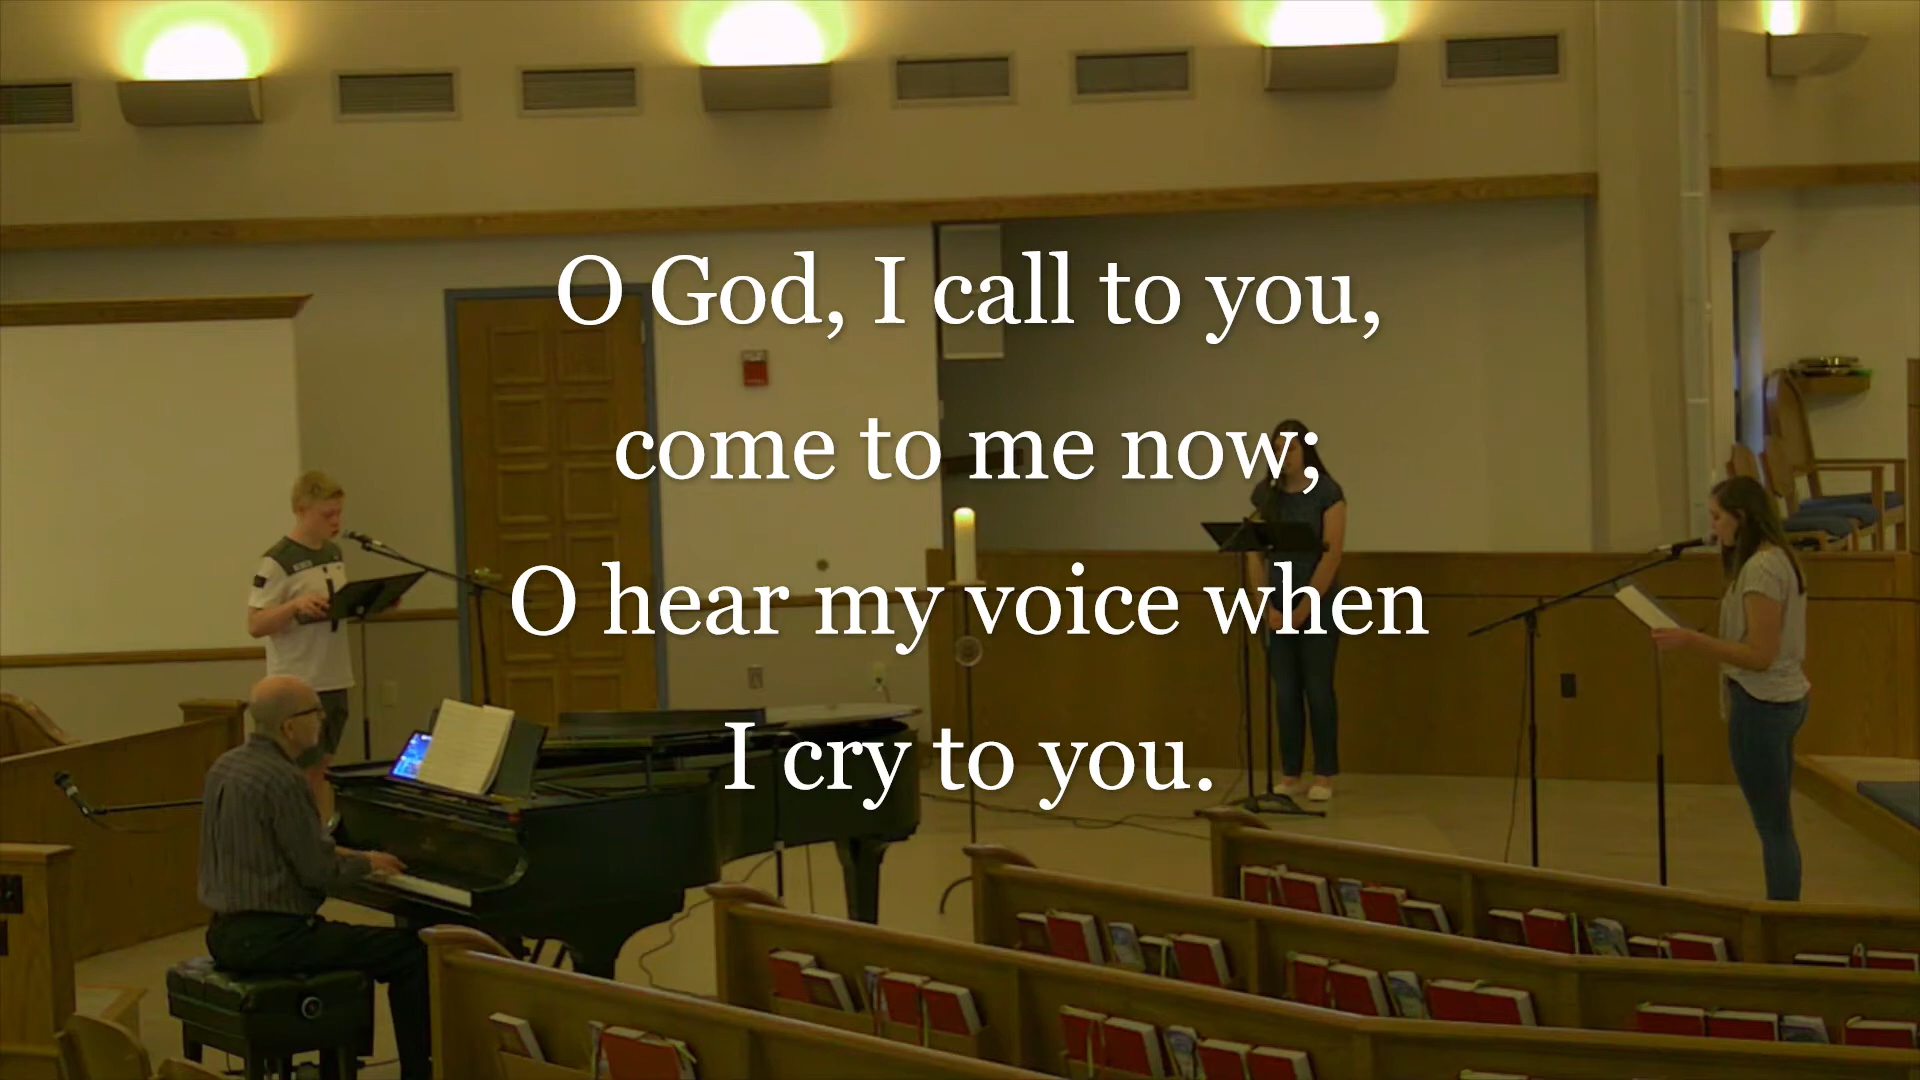 O God, I call to you,
come to me now;
O hear my voice when
I cry to you.